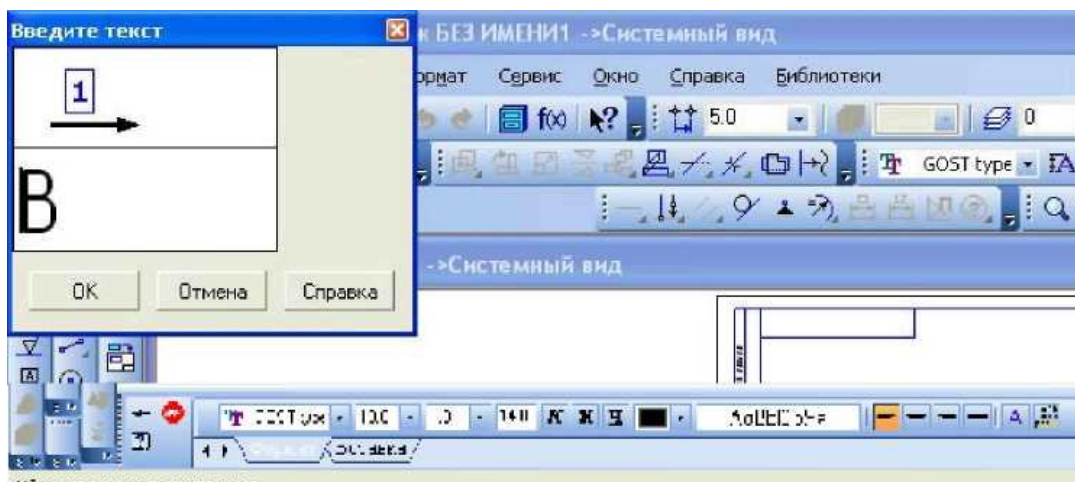 Введите текст
к БЕЗ ИМЕНИ1 ->Системный вид
1
ормат Сервис Окно Справка Библиотеки
f(x) 5.0 0
B
GOST type
ОК Отмена Справка
->Системный вид